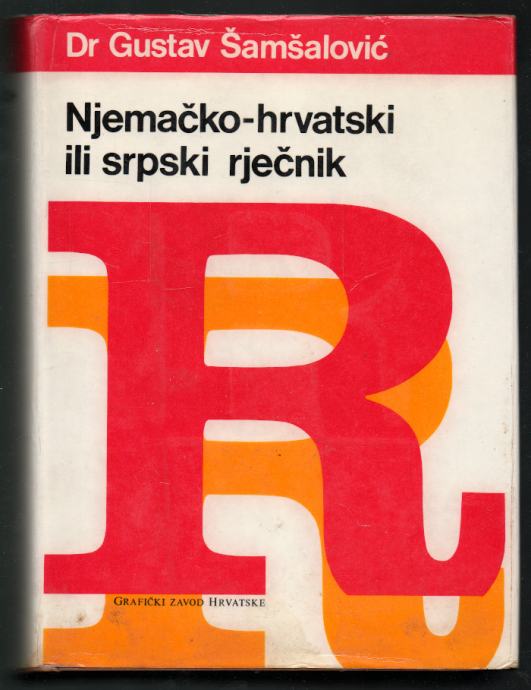 Dr Gustav Šamšalović
Njemačko-hrvatski
ili srpski rječnik
R
GRAFIČKI ZAVOD HRVATSKE